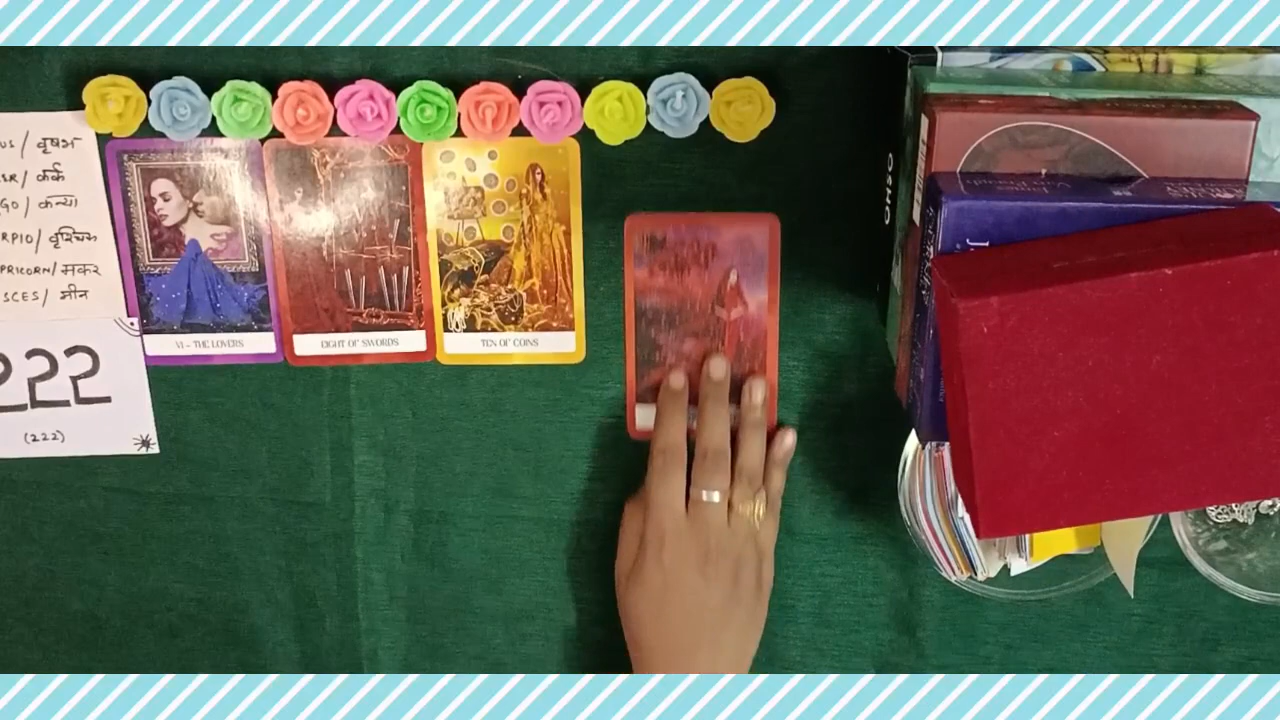 US / वृषभ
ER / कर्क
GO / कन्या
RPIO / वृश्चिक
PRICORN / मकर
SCES / मीन
222
(222)
VI - THE LOVERS
EIGHT OF SWORDS
TEN OF COINS
OHSO